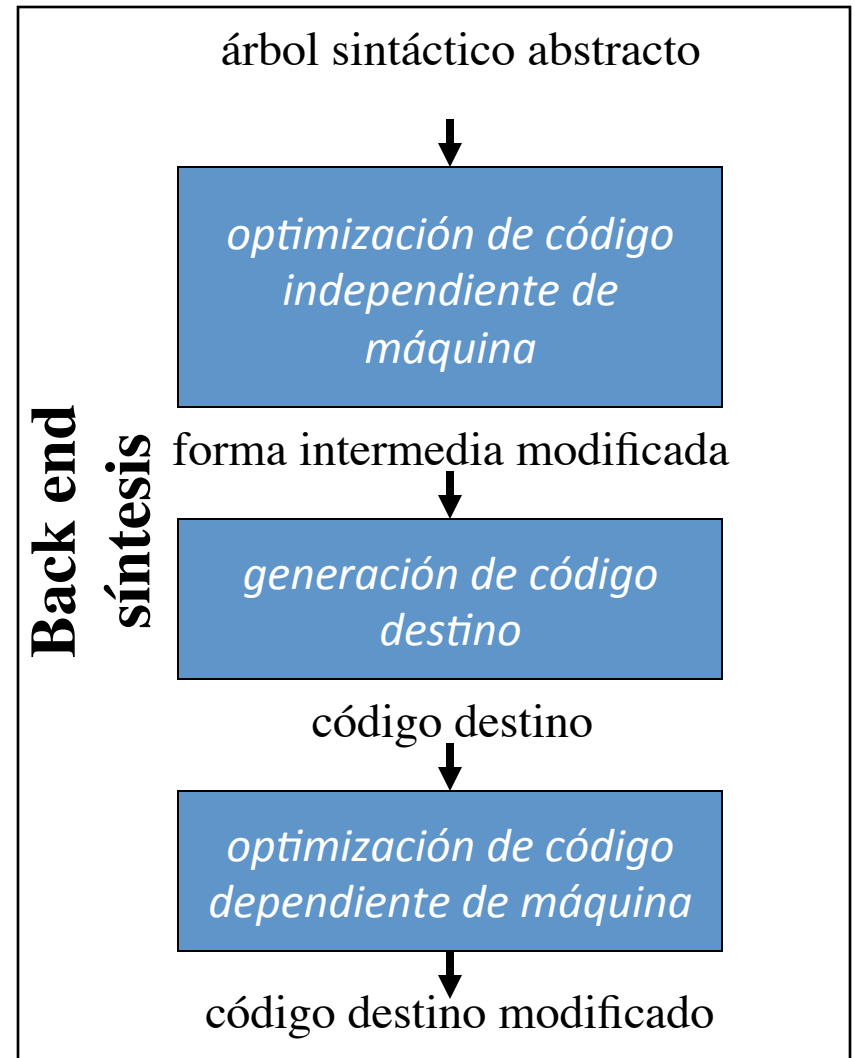 árbol sintáctico abstracto
optimización de código
independiente de
máquina
forma intermedia modificada
Back end
síntesis
generación de código
destino
código destino
optimización de código
dependiente de máquina
código destino modificado